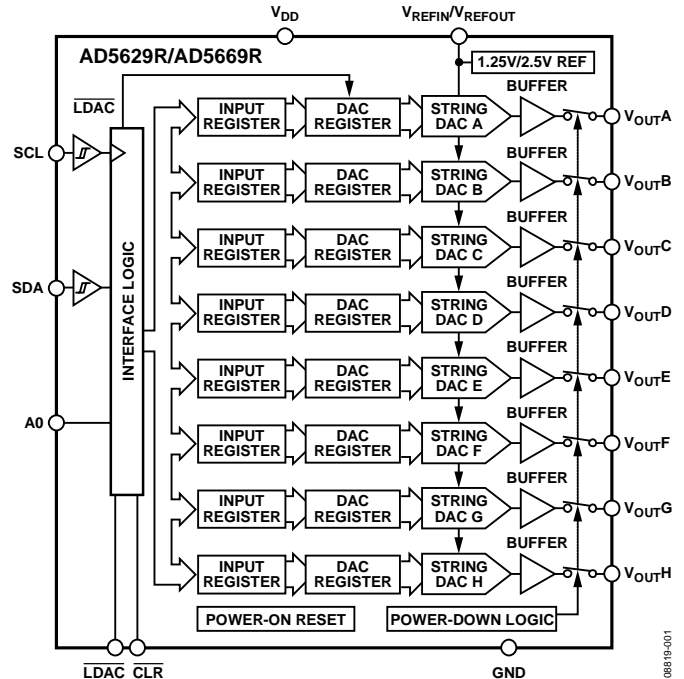 VDD
VREFIN/VREFOUT
AD5629R/AD5669R
1.25V/2.5V REF
LDAC
BUFFER
INPUT
REGISTER
DAC
REGISTER
STRING
DAC A
VOUTA
SCL
BUFFER
INPUT
REGISTER
DAC
REGISTER
STRING
DAC B
VOUTB
BUFFER
INPUT
REGISTER
DAC
REGISTER
STRING
DAC C
VOUTC
SDA
INTERFACE LOGIC
BUFFER
INPUT
REGISTER
DAC
REGISTER
STRING
DAC D
VOUTD
BUFFER
INPUT
REGISTER
DAC
REGISTER
STRING
DAC E
VOUTE
A0
BUFFER
INPUT
REGISTER
DAC
REGISTER
STRING
DAC F
VOUTF
BUFFER
INPUT
REGISTER
DAC
REGISTER
STRING
DAC G
VOUTG
BUFFER
INPUT
REGISTER
DAC
REGISTER
STRING
DAC H
VOUTH
POWER-ON RESET
POWER-DOWN LOGIC
LDAC
CLR
GND
08819-001